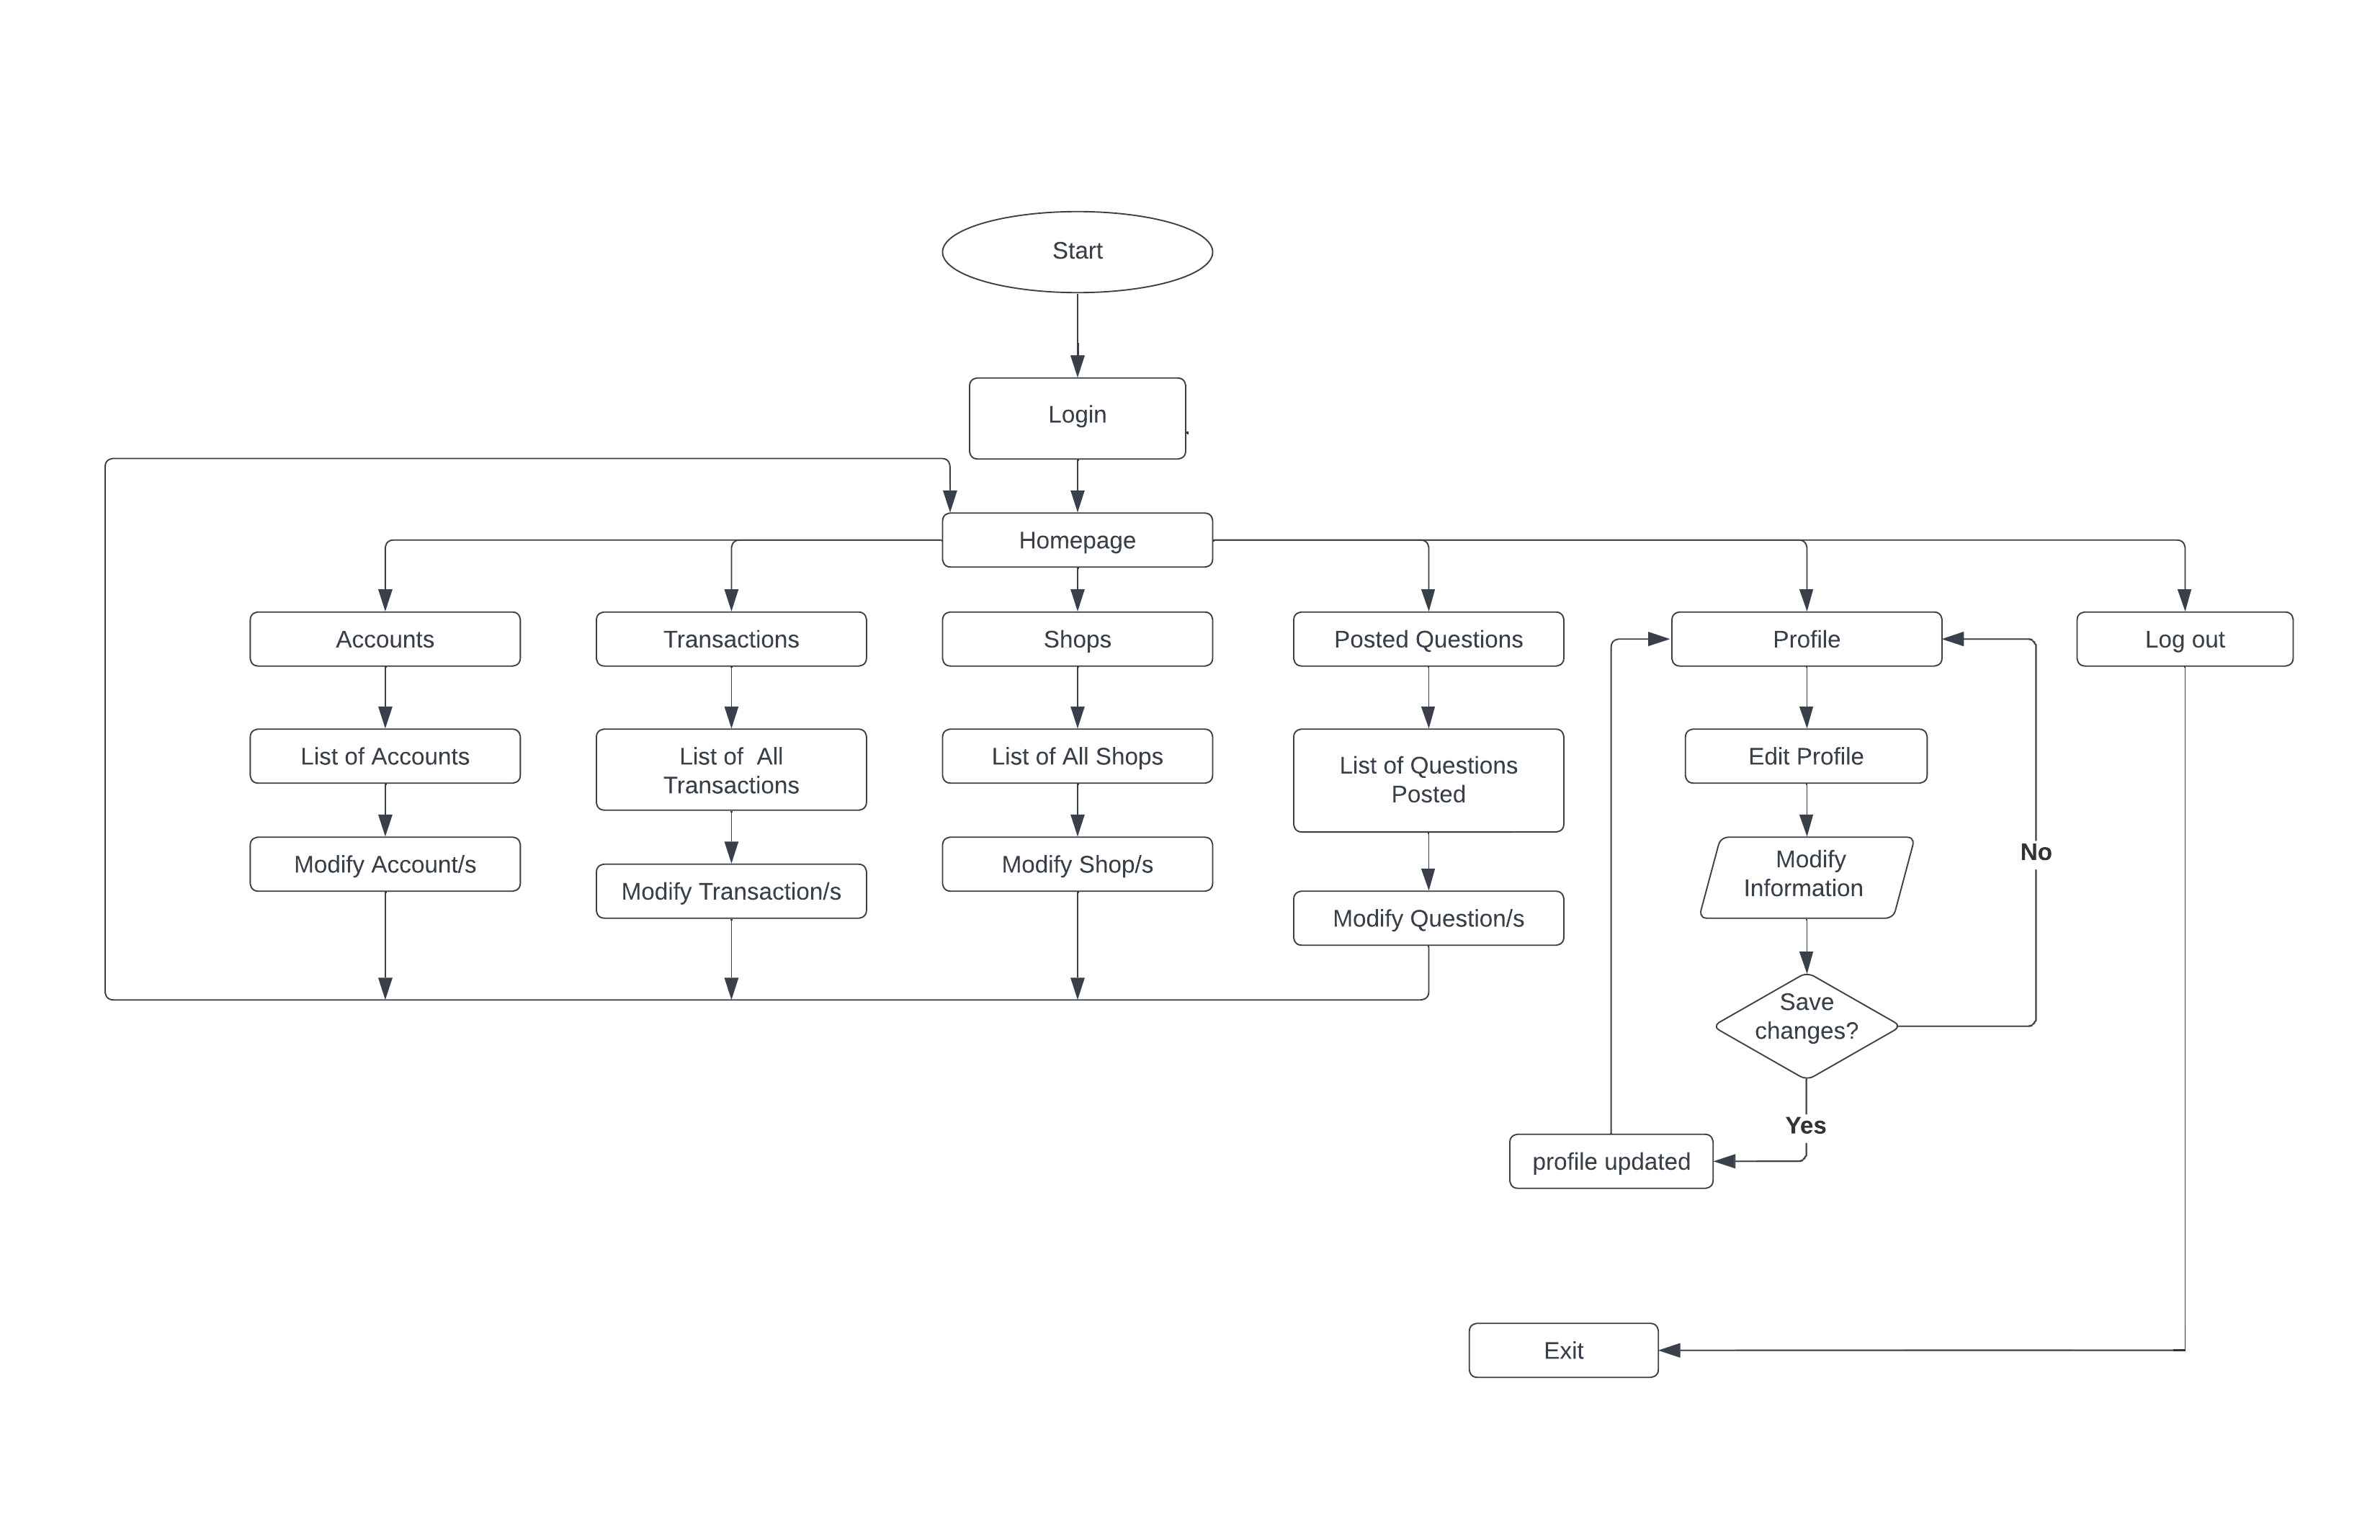 Start
Login
Homepage
Accounts
Transactions
Shops
Posted Questions
Profile
Log out
List of Accounts
List of  All
Transactions
List of All Shops
List of Questions
Posted
Edit Profile
Modify Account/s
Modify Transaction/s
Modify Shop/s
Modify Question/s
Modify
Information
No
Save
changes?
Yes
profile updated
Exit